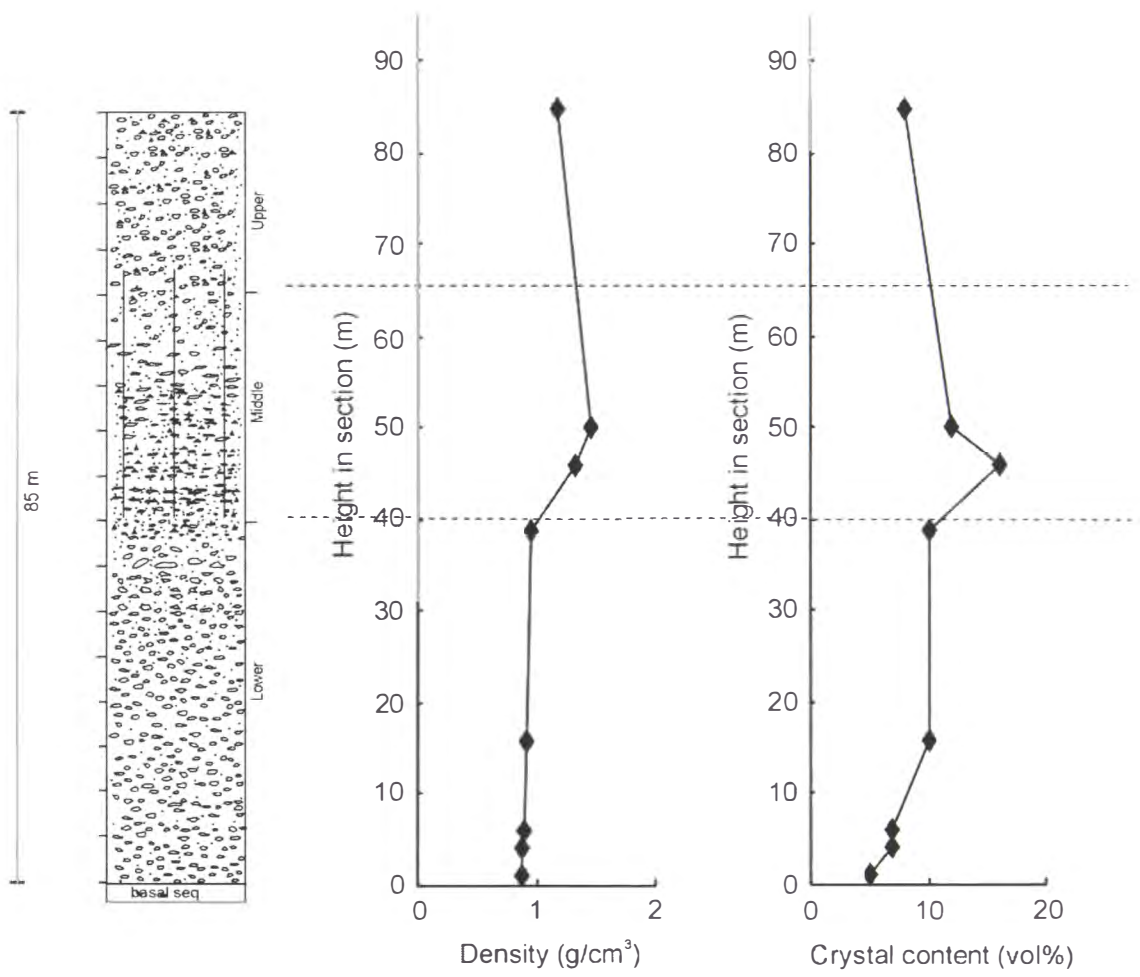 85 m
Upper
Middle
Lower
basal seq
Height in section (m)
90
80
70
60
50
40
30
20
10
0
0 1 2
Density (g/cm³)
Height in section (m)
90
80
70
60
50
40
30
20
10
0
0 10 20
Crystal content (vol%)